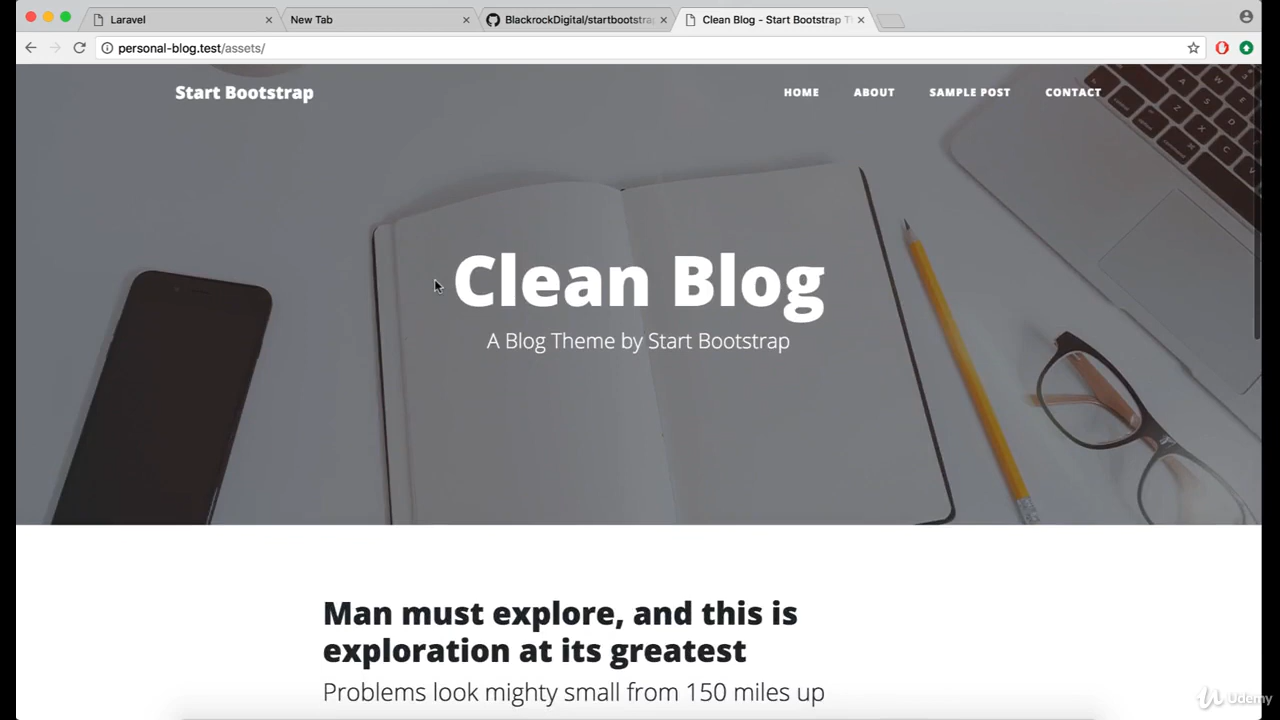 Laravel
New Tab
BlackrockDigital/startbootstrap
Clean Blog - Start Bootstrap T
personal-blog.test/assets/
Start Bootstrap
HOME
ABOUT
SAMPLE POST
CONTACT
Clean Blog
A Blog Theme by Start Bootstrap
Man must explore, and this is
exploration at its greatest
Problems look mighty small from 150 miles up
Udemy